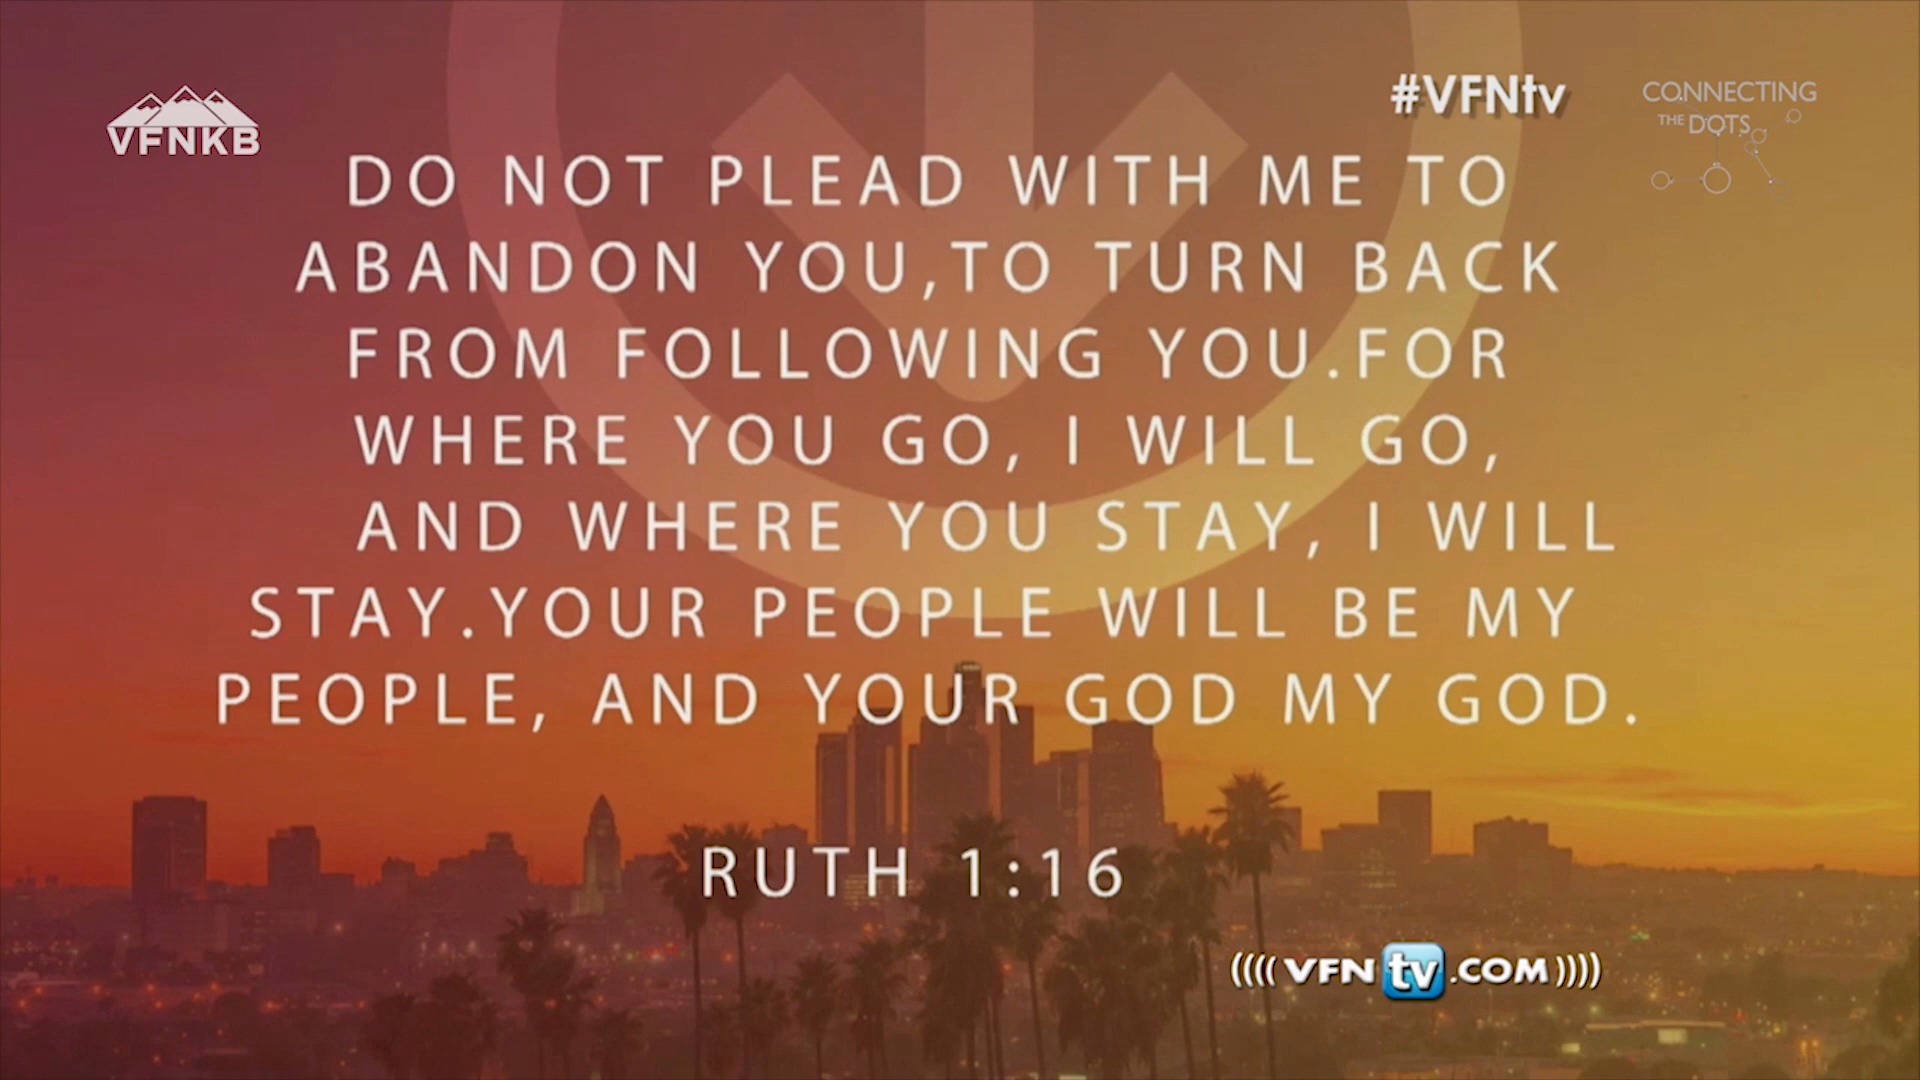 VFNKB
#VFNtv
CONNECTING
THE DOTS
DO NOT PLEAD WITH ME TO
ABANDON YOU,TO TURN BACK
FROM FOLLOWING YOU.FOR
WHERE YOU GO, I WILL GO,
AND WHERE YOU STAY, I WILL
STAY.YOUR PEOPLE WILL BE MY
PEOPLE, AND YOUR GOD MY GOD.
RUTH 1:16
((((VFNtv.COM))))